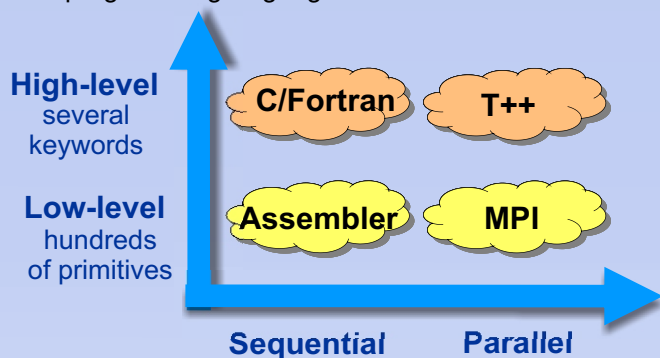 High-level
several
keywords
C/Fortran
T++
Low-level
hundreds
of primitives
Assembler
MPI
Sequential
Parallel